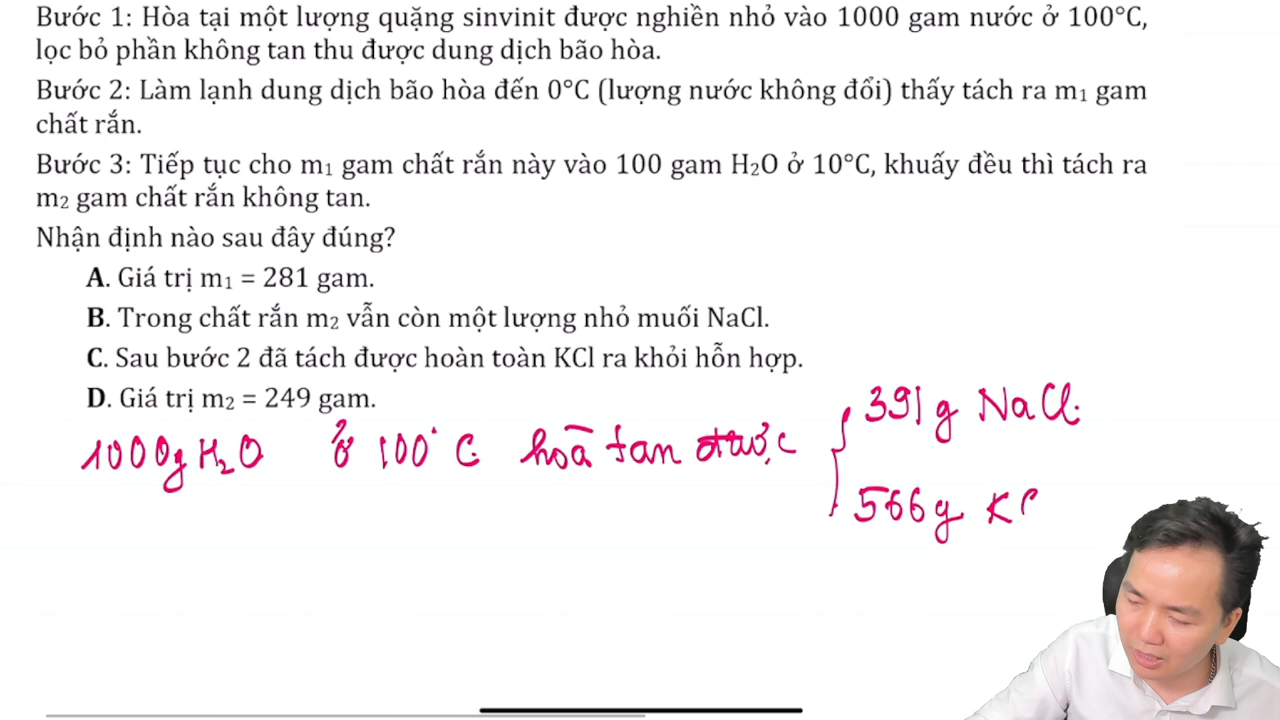 Bước 1: Hòa tại một lượng quặng sinvinit được nghiền nhỏ vào 1000 gam nước ở 100°C,
lọc bỏ phần không tan thu được dung dịch bão hòa.
Bước 2: Làm lạnh dung dịch bão hòa đến 0°C (lượng nước không đổi) thấy tách ra m₁ gam
chất rắn.
Bước 3: Tiếp tục cho m₁ gam chất rắn này vào 100 gam H₂O ở 10°C, khuấy đều thì tách ra
m₂ gam chất rắn không tan.
Nhận định nào sau đây đúng?
A. Giá trị m₁ = 281 gam.
B. Trong chất rắn m₂ vẫn còn một lượng nhỏ muối NaCl.
C. Sau bước 2 đã tách được hoàn toàn KCl ra khỏi hỗn hợp.
D. Giá trị m₂ = 249 gam.
391g NaCl.
1000g H₂O ở 100°C hoà tan được
566g KC